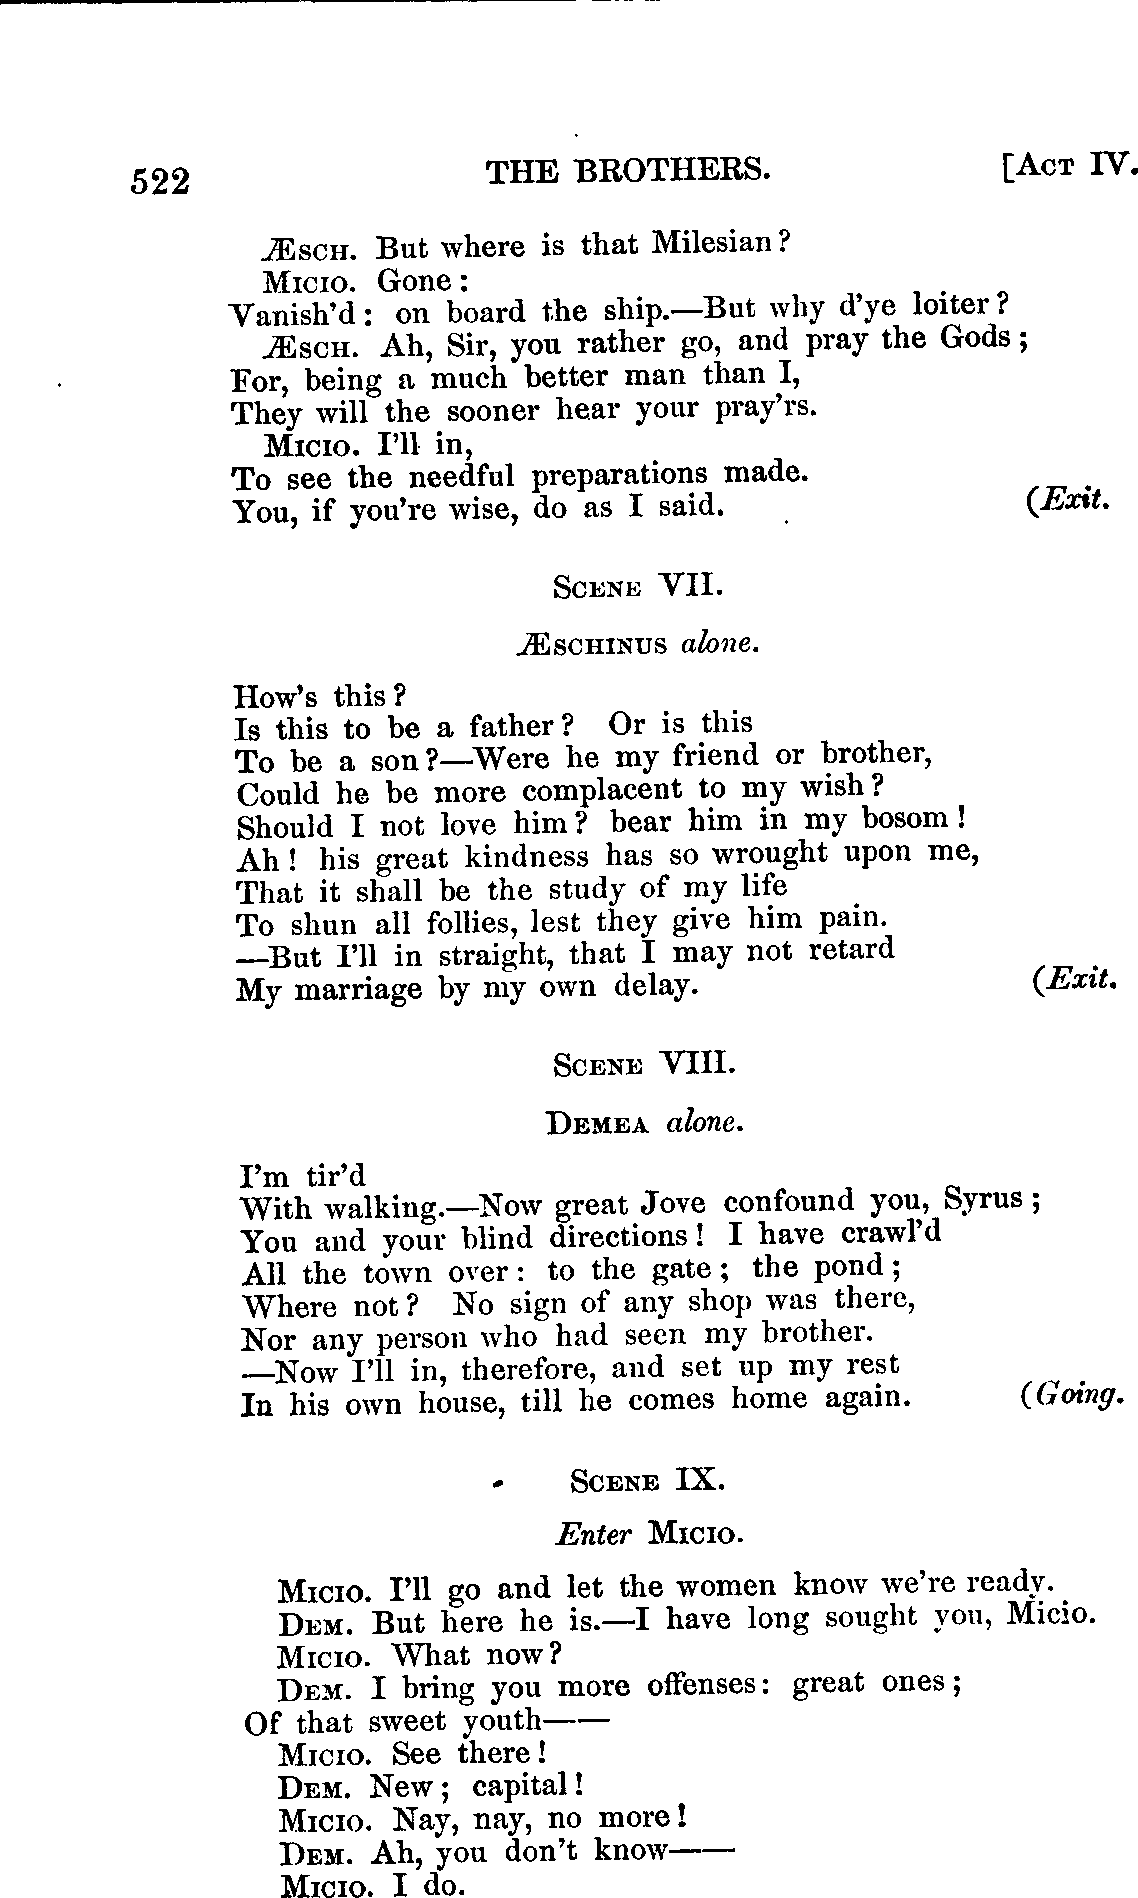 522 THE BROTHERS. [ACT IV.
ÆSCH. But where is that Milesian?
MICIO. Gone:
Vanish'd: on board the ship.—But why d'ye loiter?
ÆSCH. Ah, Sir, you rather go, and pray the Gods;
For, being a much better man than I,
They will the sooner hear your pray'rs.
MICIO. I'll in,
To see the needful preparations made.
You, if you're wise, do as I said. (Exit.
SCENE VII.
ÆSCHINUS alone.
How's this?
Is this to be a father? Or is this
To be a son?—Were he my friend or brother,
Could he be more complacent to my wish?
Should I not love him? bear him in my bosom!
Ah! his great kindness has so wrought upon me,
That it shall be the study of my life
To shun all follies, lest they give him pain.
—But I'll in straight, that I may not retard
My marriage by my own delay. (Exit.
SCENE VIII.
DEMEA alone.
I'm tir'd
With walking.—Now great Jove confound you, Syrus;
You and your blind directions! I have crawl'd
All the town over: to the gate; the pond;
Where not? No sign of any shop was there,
Nor any person who had seen my brother.
—Now I'll in, therefore, and set up my rest
In his own house, till he comes home again. (Going.
SCENE IX.
Enter MICIO.
MICIO. I'll go and let the women know we're ready.
DEM. But here he is.—I have long sought you, Micio.
MICIO. What now?
DEM. I bring you more offenses: great ones;
Of that sweet youth——
MICIO. See there!
DEM. New; capital!
MICIO. Nay, nay, no more!
DEM. Ah, you don't know——
MICIO. I do.